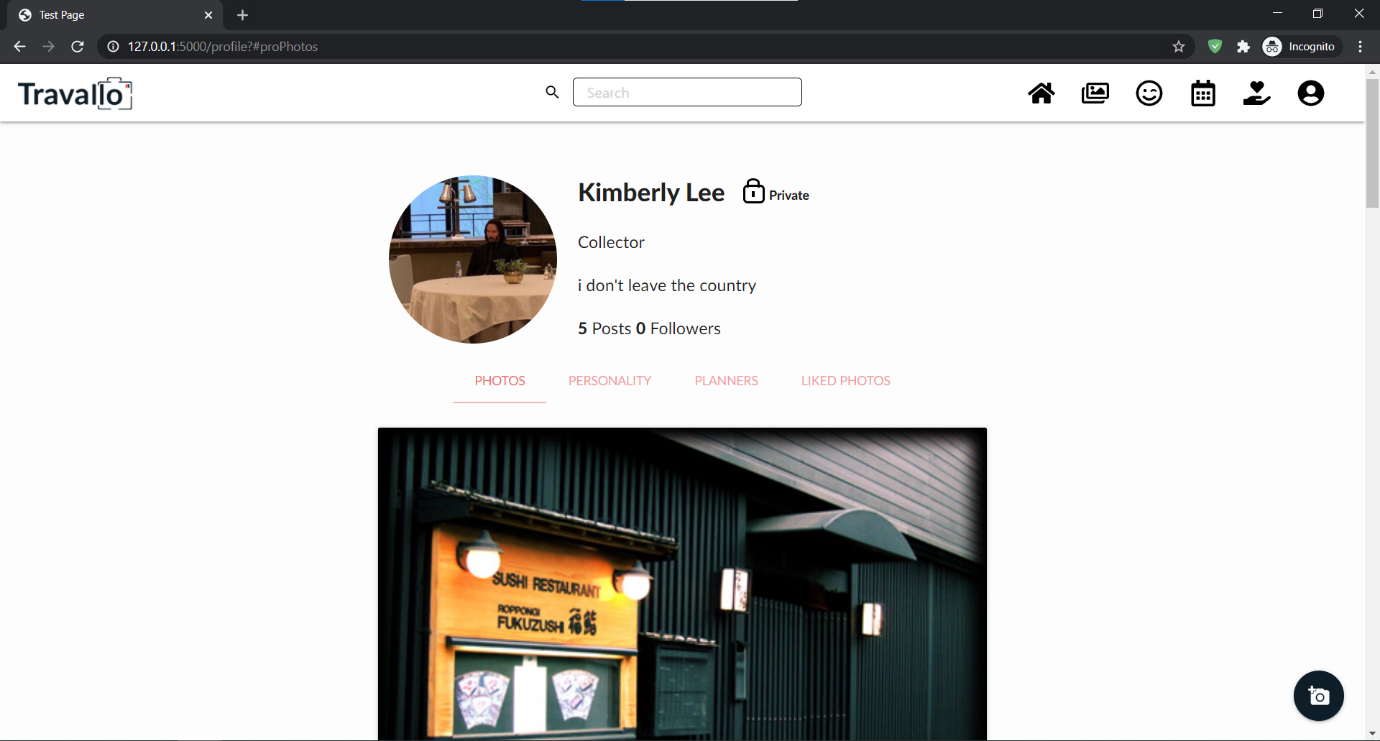 Test Page
127.0.0.1:5000/profile?#proPhotos
Incognito
Travallo
Search
Kimberly Lee
Private
Collector
i don't leave the country
5 Posts 0 Followers
PHOTOS
PERSONALITY
PLANNERS
LIKED PHOTOS
SUSHI RESTAURANT
ROPPONGI
FUKUZUSHI 福鮨